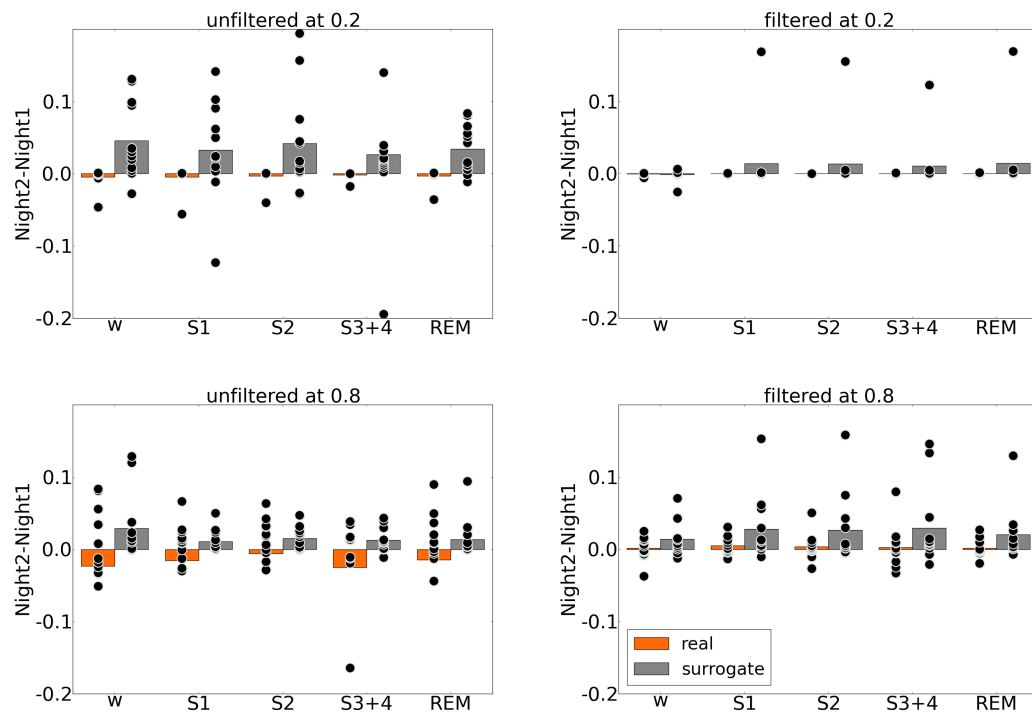 unfiltered at 0.2
Night2-Night1
0.1
0.0
-0.1
-0.2
w S1 S2 S3+4 REM
filtered at 0.2
Night2-Night1
0.1
0.0
-0.1
-0.2
w S1 S2 S3+4 REM
unfiltered at 0.8
Night2-Night1
0.1
0.0
-0.1
-0.2
w S1 S2 S3+4 REM
filtered at 0.8
Night2-Night1
0.1
0.0
-0.1
-0.2
real
surrogate
w S1 S2 S3+4 REM